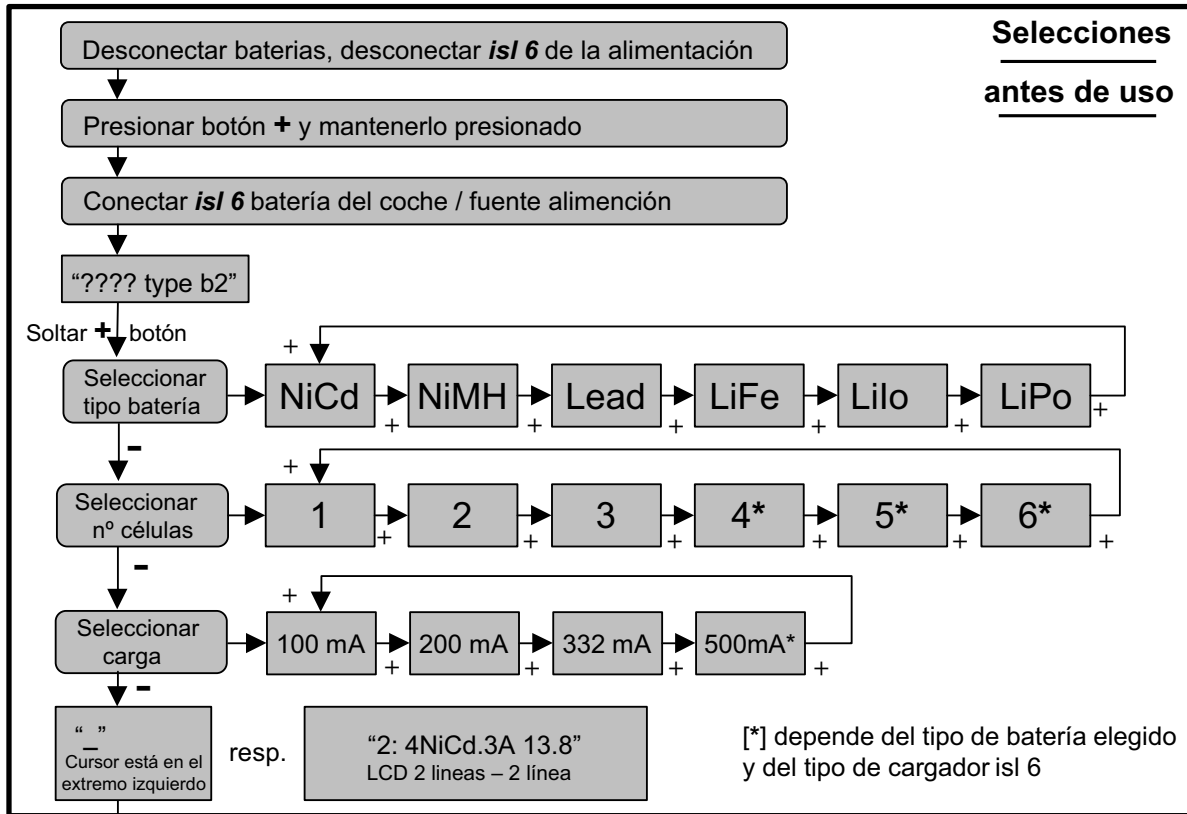 Selecciones
antes de uso
Desconectar baterias, desconectar isl 6 de la alimentación
Presionar botón + y mantenerlo presionado
Conectar isl 6 batería del coche / fuente alimención
“???? type b2”
Soltar + botón
Seleccionar
tipo batería
+
NiCd
+
NiMH
+
Lead
+
LiFe
+
LiIo
+
LiPo
+
-
Seleccionar
nº células
+
1
+
2
+
3
+
4*
+
5*
+
6*
+
-
Seleccionar
carga
+
100 mA
+
200 mA
+
332 mA
+
500mA*
+
-
“_”
Cursor está en el
extremo izquierdo
resp.
“2: 4NiCd.3A 13.8”
LCD 2 lineas – 2 línea
[*] depende del tipo de batería elegido
y del tipo de cargador isl 6